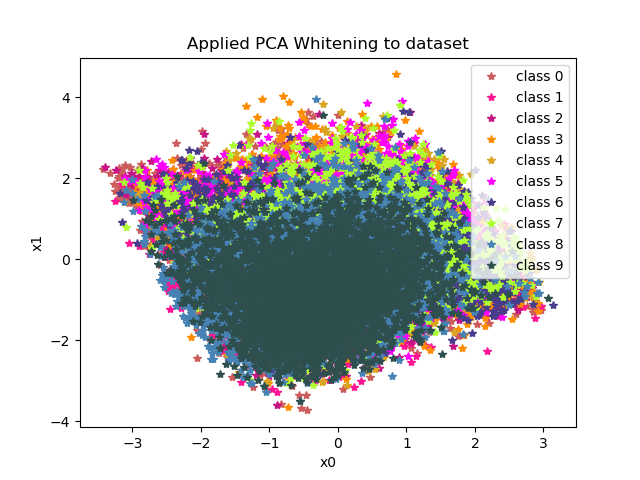 Applied PCA Whitening to dataset
class 0
class 1
class 2
class 3
class 4
class 5
class 6
class 7
class 8
class 9
x1
4
2
0
−2
−4
−3
−2
−1
0
1
2
3
x0